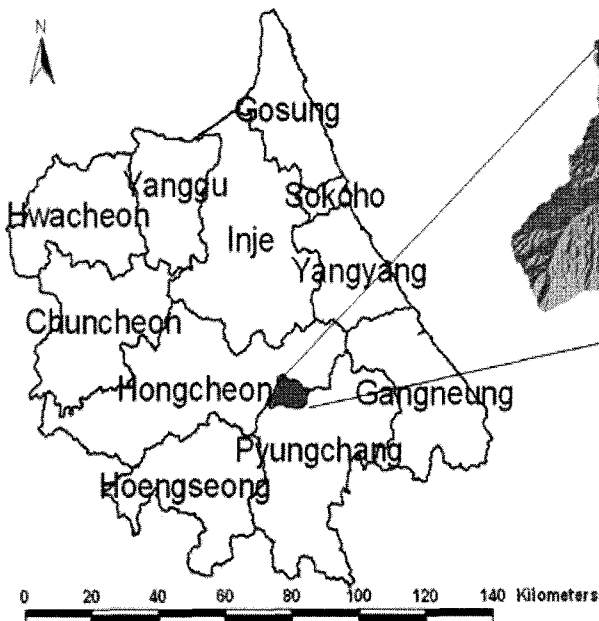 N
Gosung
Yanggu
Sokcho
Hwacheon
Inje
Yangyang
Chuncheon
Hongcheon
Gangneung
Pyungchang
Hoengseong
0 20 40 60 80 100 120 140 Kilometers